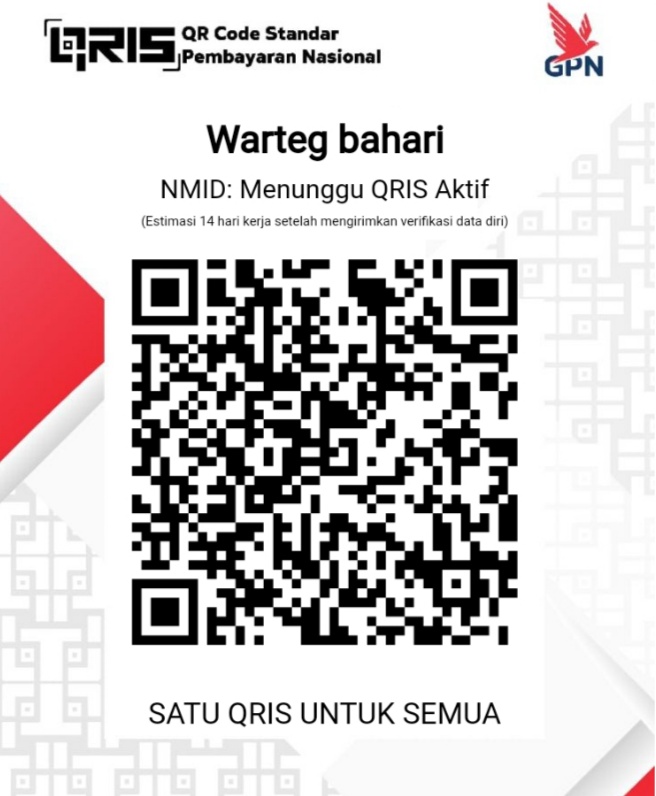 QRIS QR Code Standar
Pembayaran Nasional
GPN
Warteg bahari
NMID: Menunggu QRIS Aktif
(Estimasi 14 hari kerja setelah mengirimkan verifikasi data diri)
SATU QRIS UNTUK SEMUA